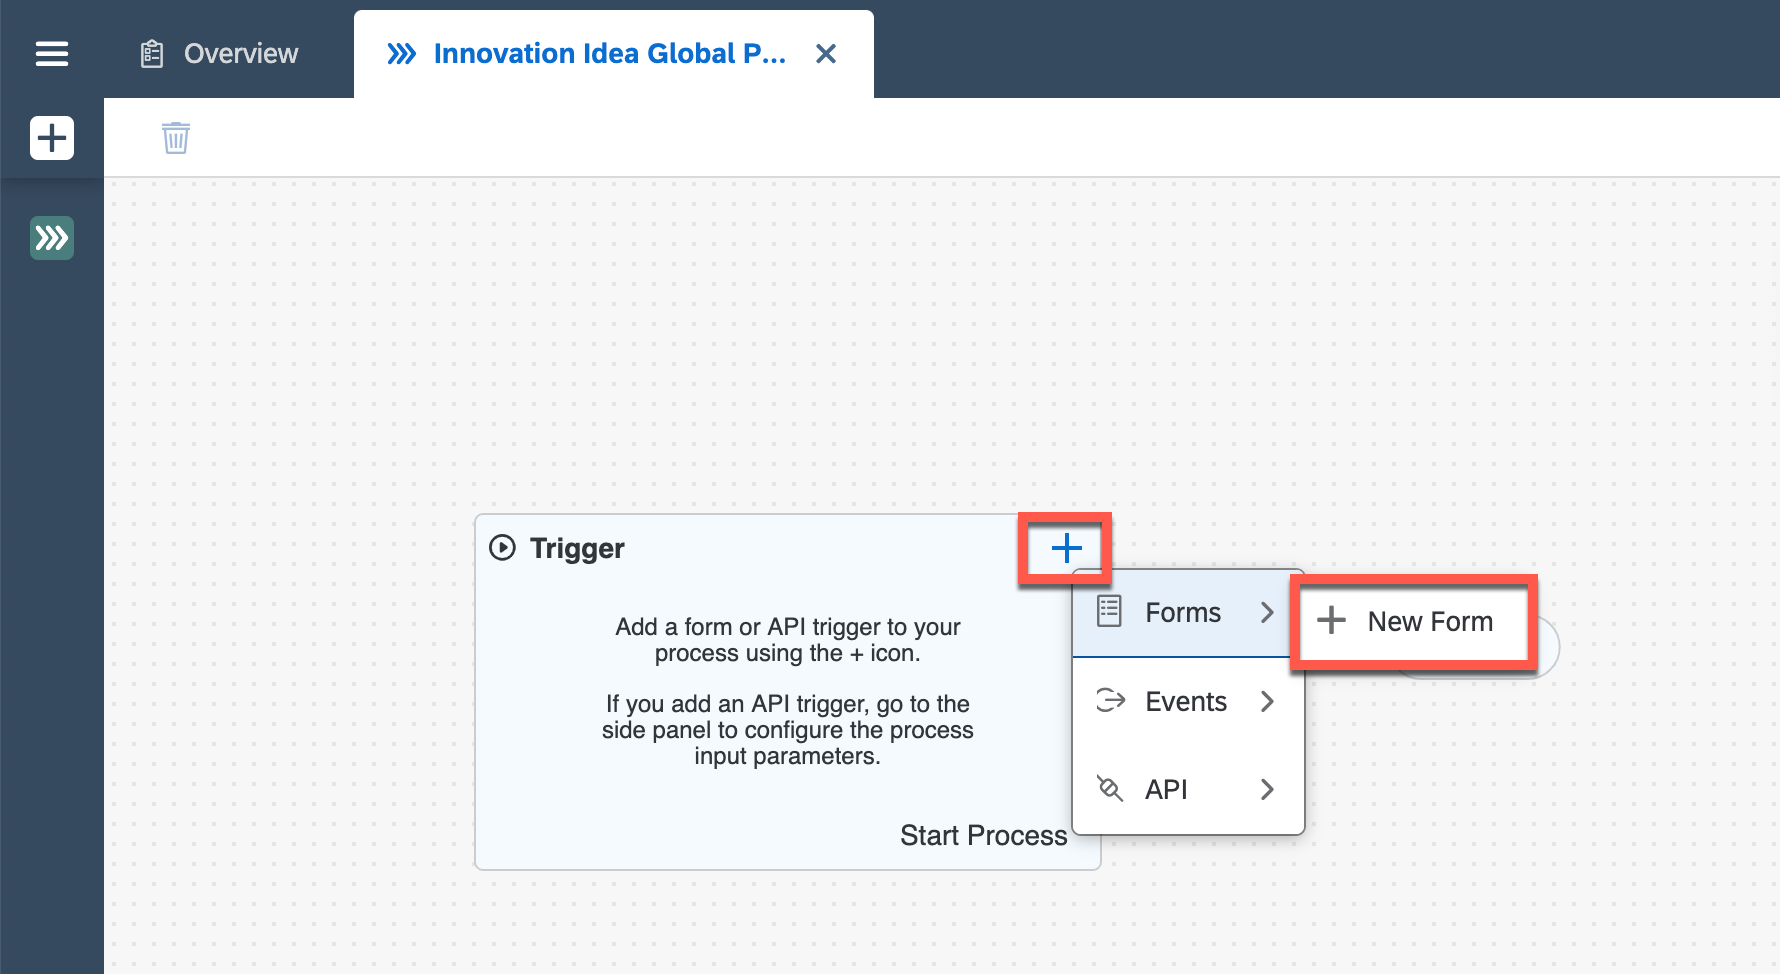 Overview
Innovation Idea Global P...
Trigger
Add a form or API trigger to your
process using the + icon.
If you add an API trigger, go to the
side panel to configure the process
input parameters.
Start Process
Forms
New Form
Events
API